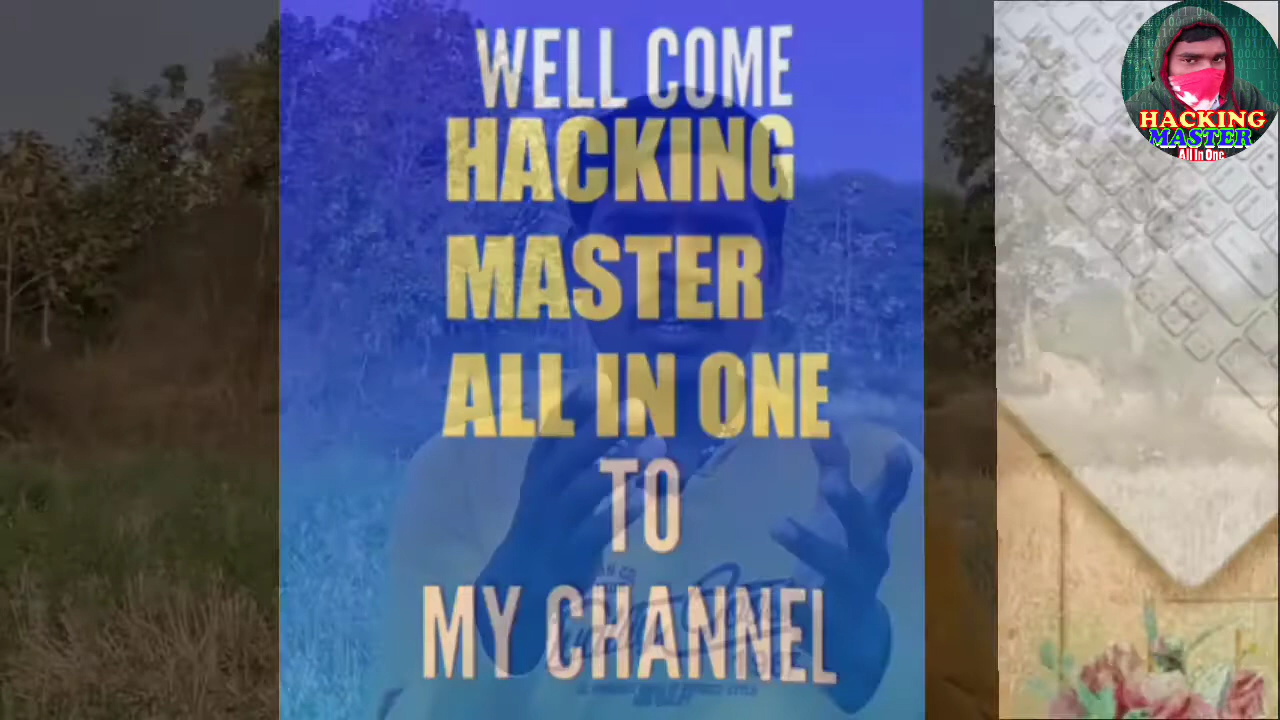 WELL COME
HACKING
MASTER
ALL IN ONE
TO
MY CHANNEL
HACKING
MASTER
All In One